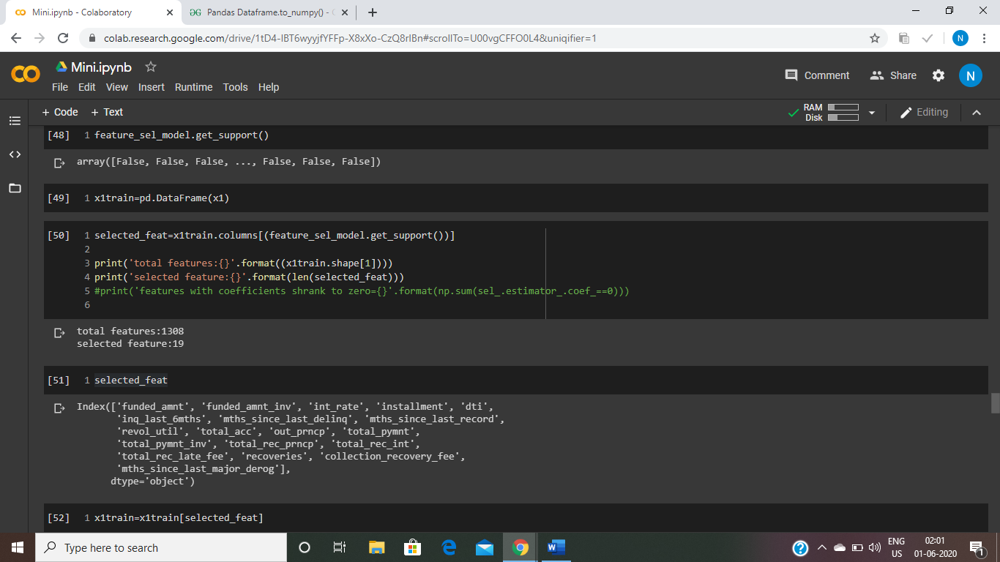 Mini.ipynb - Colaboratory
Pandas Dataframe.to_numpy() -
colab.research.google.com/drive/1tD4-IBT6wyyjfYFFp-X8xXo-CzQ8rIBn#scrollTo=U00vgCFFO0L4&uniqifier=1
N
Mini.ipynb
File Edit View Insert Runtime Tools Help
Comment
Share
N
+ Code + Text
RAM
Disk
Editing
[48] 1 feature_sel_model.get_support()
array([False, False, False, ..., False, False, False])
[49] 1 x1train=pd.DataFrame(x1)
[50] 1 selected_feat=x1train.columns[(feature_sel_model.get_support())]
2
3 print('total features:{}'.format((x1train.shape[1])))
4 print('selected feature:{}'.format(len(selected_feat)))
5 #print('features with coefficients shrank to zero={}'.format(np.sum(sel_.estimator_.coef_==0)))
6
total features:1308
selected feature:19
[51] 1 selected_feat
Index(['funded_amnt', 'funded_amnt_inv', 'int_rate', 'installment', 'dti',
'inq_last_6mths', 'mths_since_last_delinq', 'mths_since_last_record',
'revol_util', 'total_acc', 'out_prncp', 'total_pymnt',
'total_pymnt_inv', 'total_rec_prncp', 'total_rec_int',
'total_rec_late_fee', 'recoveries', 'collection_recovery_fee',
'mths_since_last_major_derog'],
dtype='object')
[52] 1 x1train=x1train[selected_feat]
Type here to search
ENG
US
02:01
01-06-2020
1